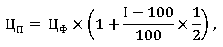 Ц_П = Ц_Ф × (1 + (I − 100)/100 × 1/2),